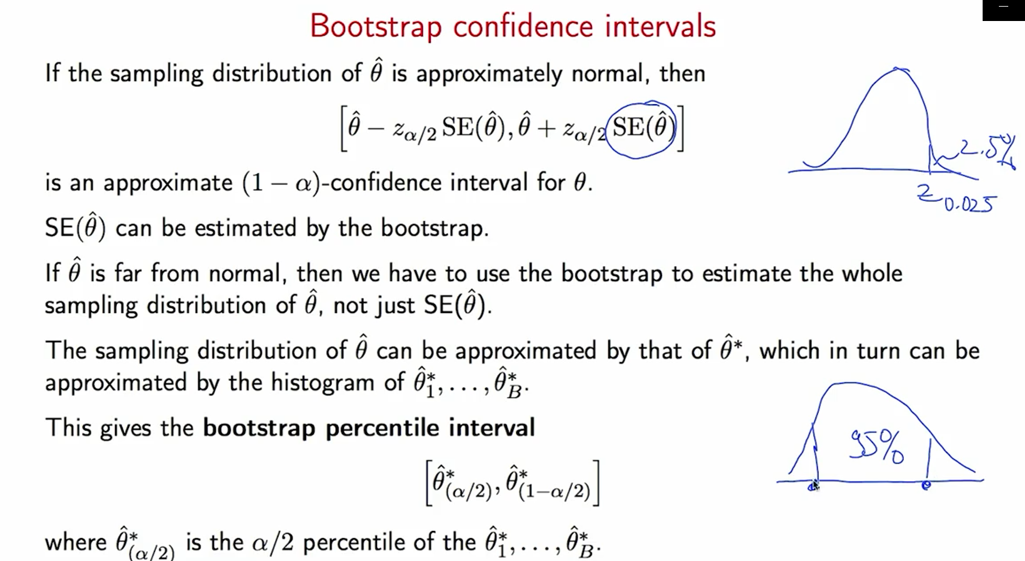 Bootstrap confidence intervals
If the sampling distribution of θ̂ is approximately normal, then
[θ̂ − z_{α/2} SE(θ̂), θ̂ + z_{α/2} SE(θ̂)]
2.5%
is an approximate (1 − α)-confidence interval for θ.
z_{0.025}
SE(θ̂) can be estimated by the bootstrap.
If θ̂ is far from normal, then we have to use the bootstrap to estimate the whole
sampling distribution of θ̂, not just SE(θ̂).
The sampling distribution of θ̂ can be approximated by that of θ̂*, which in turn can be
approximated by the histogram of θ̂*_1, . . . , θ̂*_B.
This gives the bootstrap percentile interval
95%
[θ̂*_{(α/2)}, θ̂*_{(1−α/2)}]
where θ̂*_{(α/2)} is the α/2 percentile of the θ̂*_1, . . . , θ̂*_B.